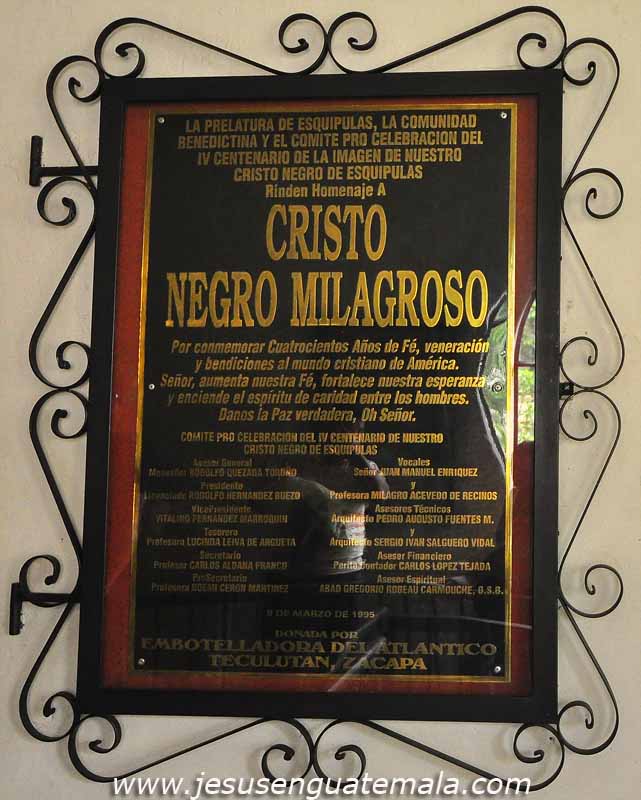 LA PRELATURA DE ESQUIPULAS, LA COMUNIDAD
BENEDICTINA Y EL COMITE PRO CELEBRACION DEL
IV CENTENARIO DE LA IMAGEN DE NUESTRO
CRISTO NEGRO DE ESQUIPULAS
Rinden Homenaje A
CRISTO
NEGRO MILAGROSO
Por conmemorar Cuatrocientos Años de Fé, veneración
y bendiciones al mundo cristiano de América.
Señor, aumenta nuestra Fé, fortalece nuestra esperanza
y enciende el espíritu de caridad entre los hombres.
Danos la Paz verdadera, Oh Señor.
COMITE PRO CELEBRACION DEL IV CENTENARIO DE NUESTRO
CRISTO NEGRO DE ESQUIPULAS
Asesor General
Monseñor RODOLFO QUEZADA TORUÑO
Presidente
Licenciado RODOLFO HERNANDEZ BUEZO
VicePresidente
VITALINO FERNANDEZ MARROQUIN
Tesorera
Profesora LUCINDA LEIVA DE ARGUETA
Secretario
Profesor CARLOS ALDANA FRANCO
ProSecretario
Profesora NOEMI CERON MARTINEZ
Vocales
Señor JUAN MANUEL ENRIQUEZ
y
Profesora MILAGRO ACEVEDO DE RECINOS
Asesores Técnicos
Arquitecto PEDRO AUGUSTO FUENTES M.
y
Arquitecto SERGIO IVAN SALGUERO VIDAL
Asesor Financiero
Perito Contador CARLOS LOPEZ TEJADA
Asesor Espiritual
ABAD GREGORIO ROBEAU CARMOUCHE, O.S.B.
9 DE MARZO DE 1995
DONADA POR
EMBOTELLADORA DEL ATLANTICO
TECULUTAN, ZACAPA
www.jesusenguatemala.com